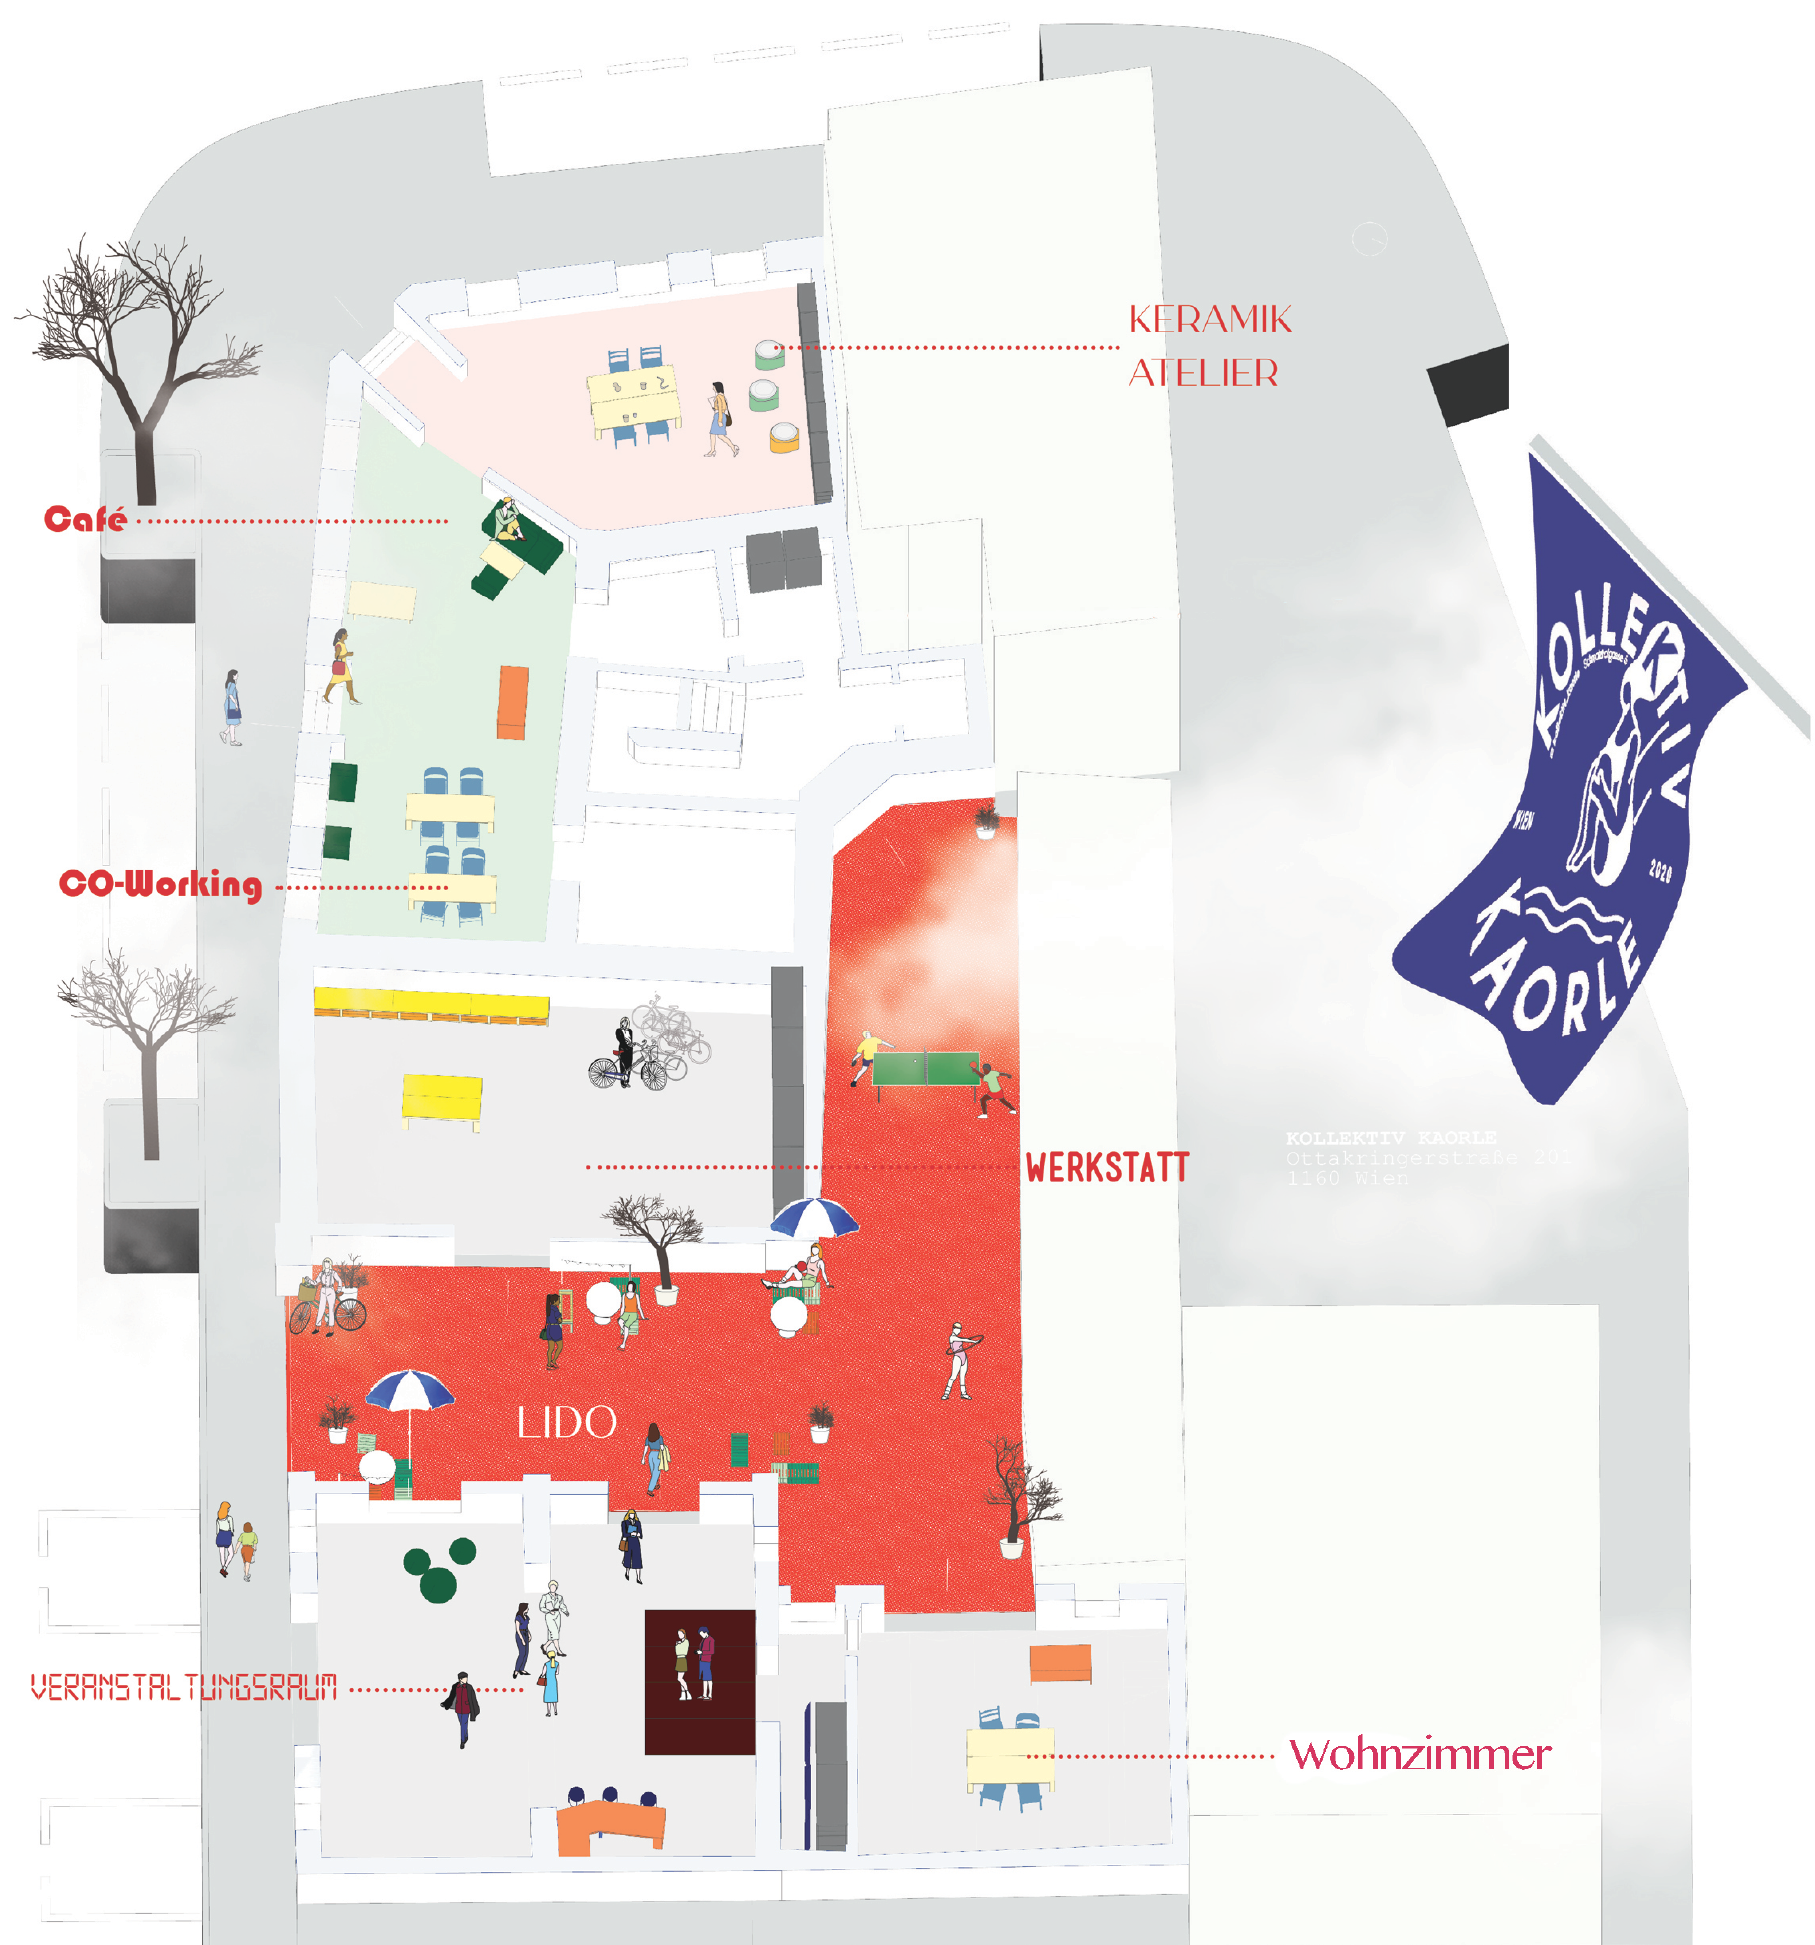 KERAMIK
ATELIER
Café
CO-Working
KOLLEKTIV
WIEN
2020
KAORLE
KOLLEKTIV KAORLE
Ottakringerstraße 201
1160 Wien
WERKSTATT
LIDO
VERANSTALTUNGSRAUM
Wohnzimmer